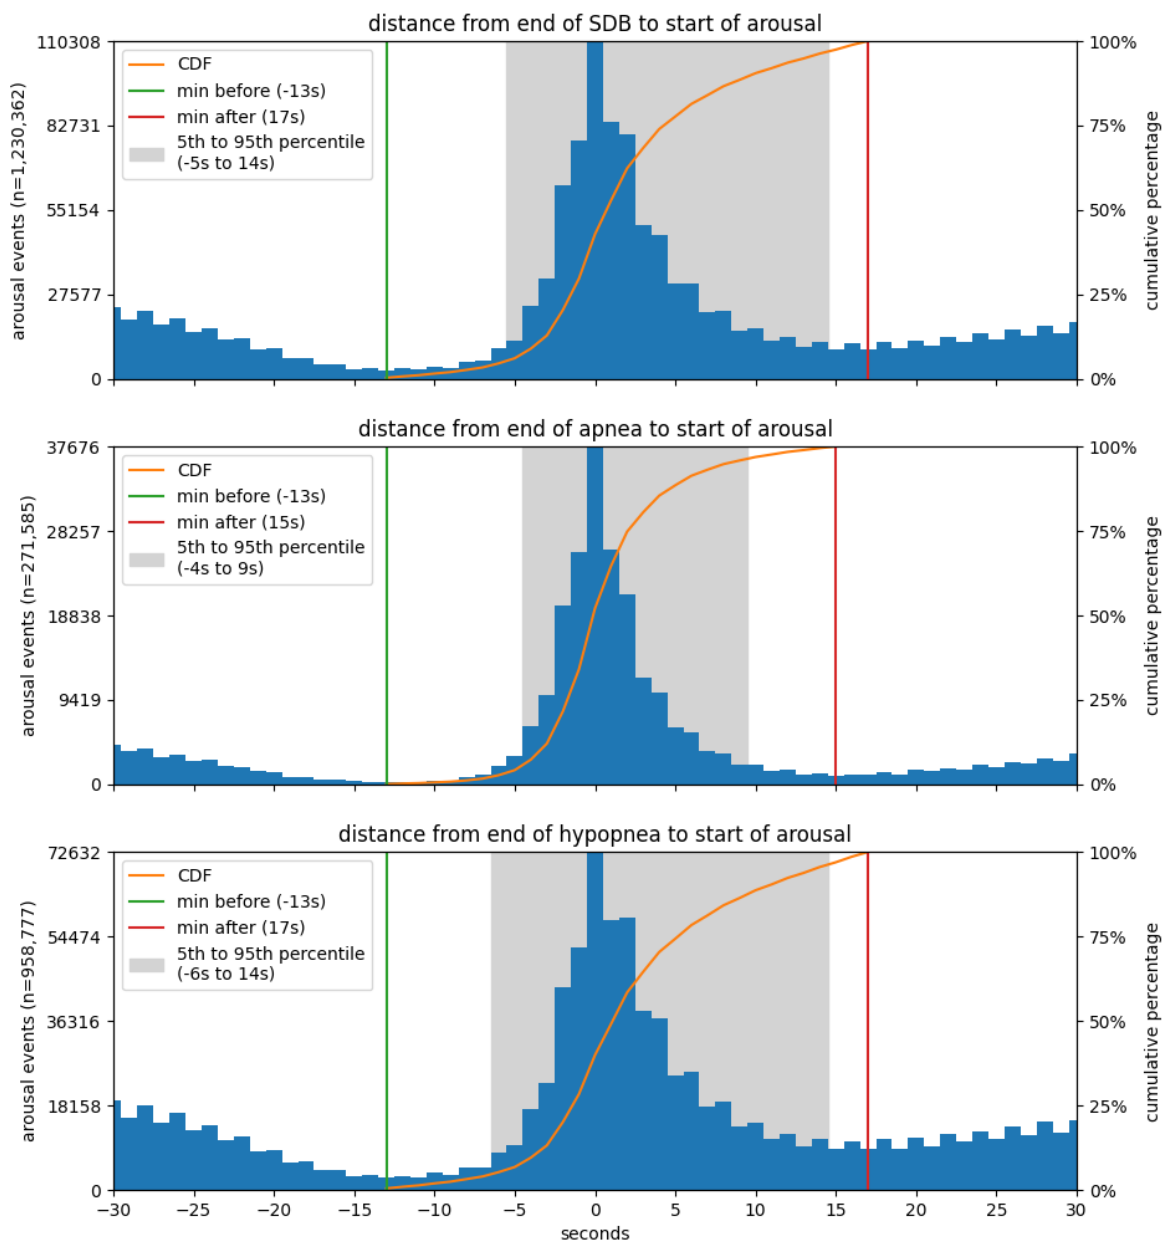 distance from end of SDB to start of arousal
110308
82731
55154
27577
0
arousal events (n=1,230,362)
CDF
min before (-13s)
min after (17s)
5th to 95th percentile
(-5s to 14s)
100%
75%
50%
25%
0%
cumulative percentage
distance from end of apnea to start of arousal
37676
28257
18838
9419
0
arousal events (n=271,585)
CDF
min before (-13s)
min after (15s)
5th to 95th percentile
(-4s to 9s)
100%
75%
50%
25%
0%
cumulative percentage
distance from end of hypopnea to start of arousal
72632
54474
36316
18158
0
arousal events (n=958,777)
CDF
min before (-13s)
min after (17s)
5th to 95th percentile
(-6s to 14s)
100%
75%
50%
25%
0%
cumulative percentage
−30 −25 −20 −15 −10 −5 0 5 10 15 20 25 30
seconds